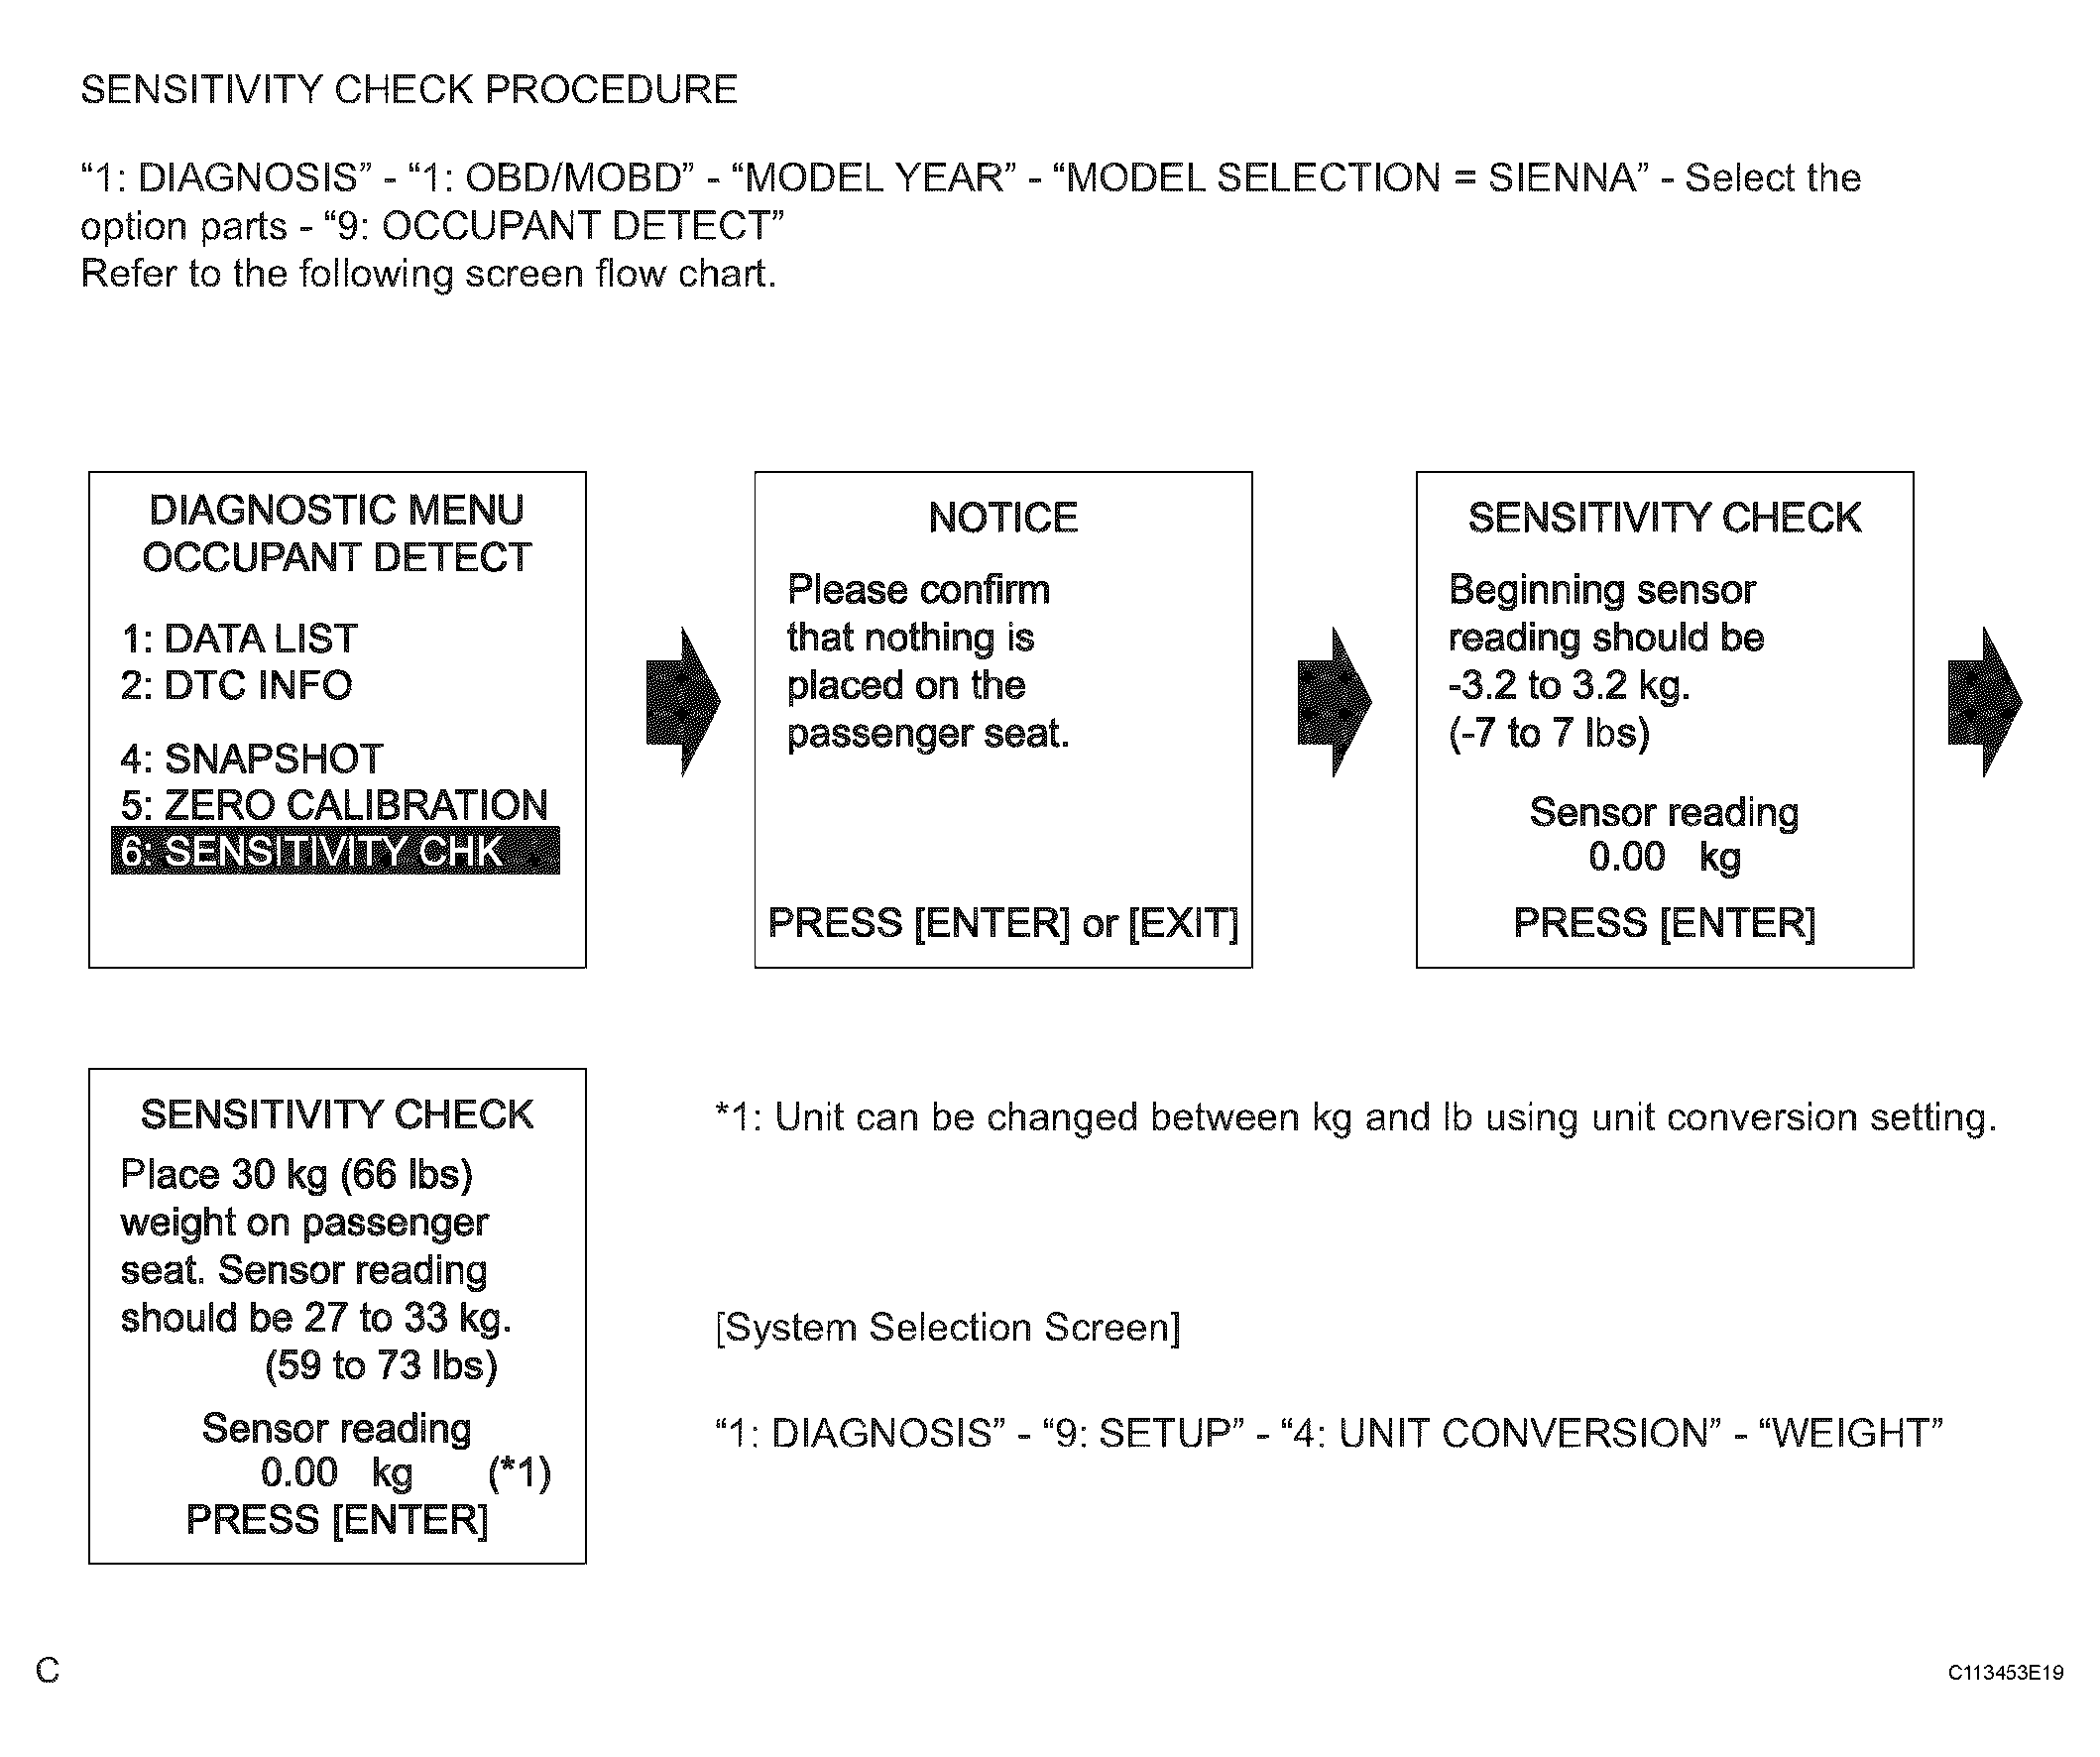 SENSITIVITY CHECK PROCEDURE
“1: DIAGNOSIS” - “1: OBD/MOBD” - “MODEL YEAR” - “MODEL SELECTION = SIENNA” - Select the
option parts - “9: OCCUPANT DETECT”
Refer to the following screen flow chart.
DIAGNOSTIC MENU
OCCUPANT DETECT
1: DATA LIST
2: DTC INFO
4: SNAPSHOT
5: ZERO CALIBRATION
6: SENSITIVITY CHK
NOTICE
Please confirm
that nothing is
placed on the
passenger seat.
PRESS [ENTER] or [EXIT]
SENSITIVITY CHECK
Beginning sensor
reading should be
-3.2 to 3.2 kg.
(-7 to 7 lbs)
Sensor reading
0.00 kg
PRESS [ENTER]
SENSITIVITY CHECK
Place 30 kg (66 lbs)
weight on passenger
seat. Sensor reading
should be 27 to 33 kg.
(59 to 73 lbs)
Sensor reading
0.00 kg (*1)
PRESS [ENTER]
*1: Unit can be changed between kg and lb using unit conversion setting.
[System Selection Screen]
“1: DIAGNOSIS” - “9: SETUP” - “4: UNIT CONVERSION” - “WEIGHT”
C
C113453E19